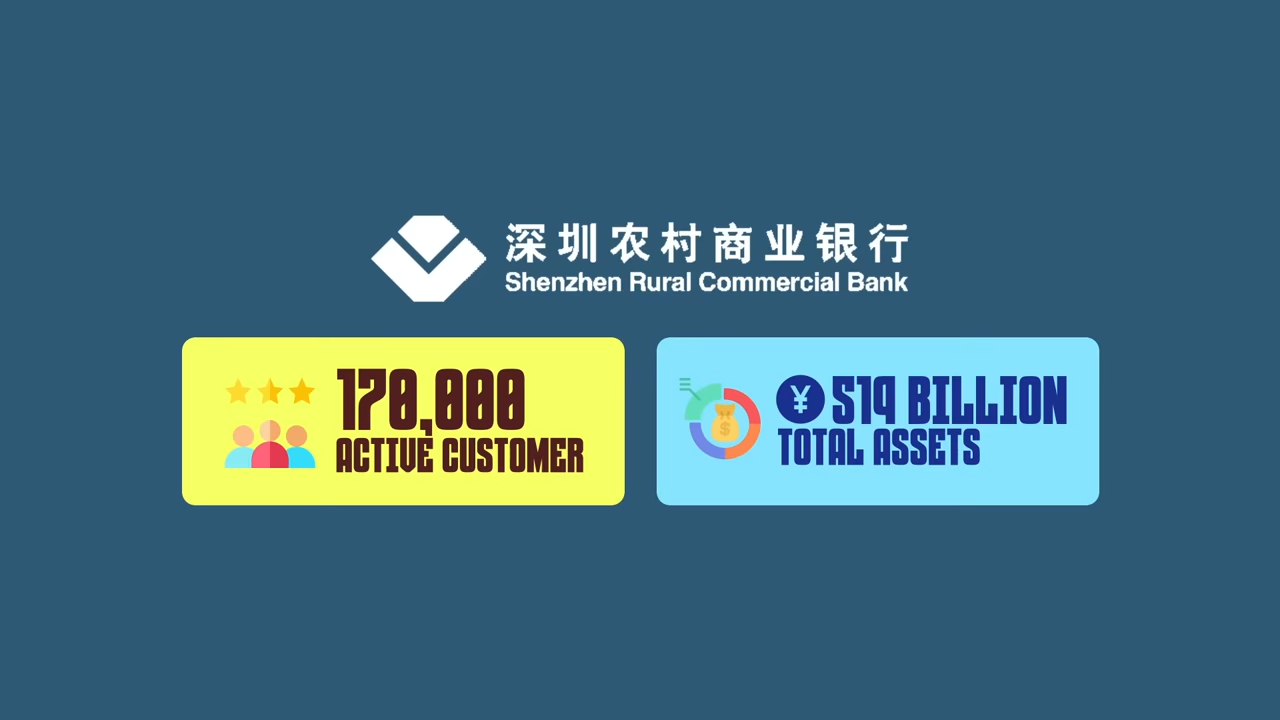 深圳农村商业银行
Shenzhen Rural Commercial Bank
170,000
ACTIVE CUSTOMER
¥ 519 BILLION
TOTAL ASSETS
$